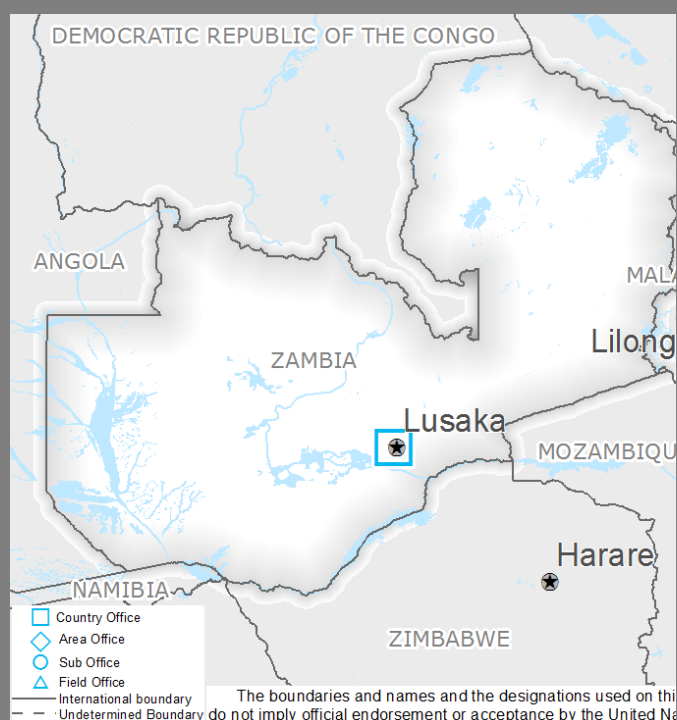 DEMOCRATIC REPUBLIC OF THE CONGO
ANGOLA
MALA
Lilong
ZAMBIA
Lusaka
MOZAMBIQU
Harare
NAMIBIA
ZIMBABWE
Country Office
Area Office
Sub Office
Field Office
International boundary
Undetermined Boundary
The boundaries and names and the designations used on thi
do not imply official endorsement or acceptance by the United Na